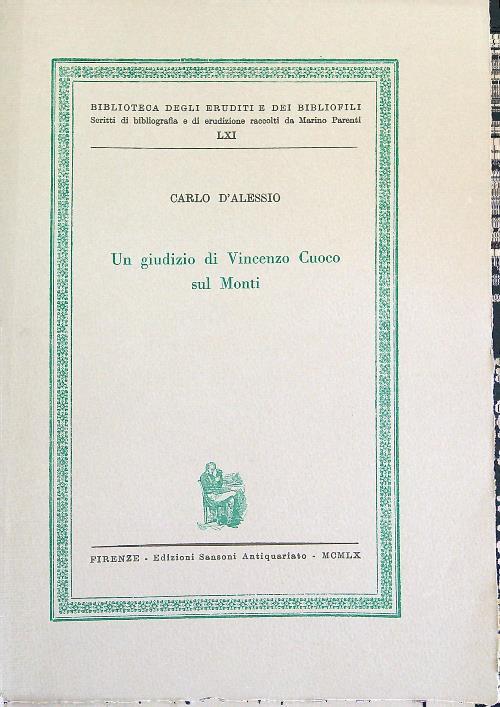 BIBLIOTECA DEGLI ERUDITI E DEI BIBLIOFILI
Scritti di bibliografia e di erudizione raccolti da Marino Parenti
LXI
CARLO D'ALESSIO
Un giudizio di Vincenzo Cuoco
sul Monti
FIRENZE - Edizioni Sansoni Antiquariato - MCMLX